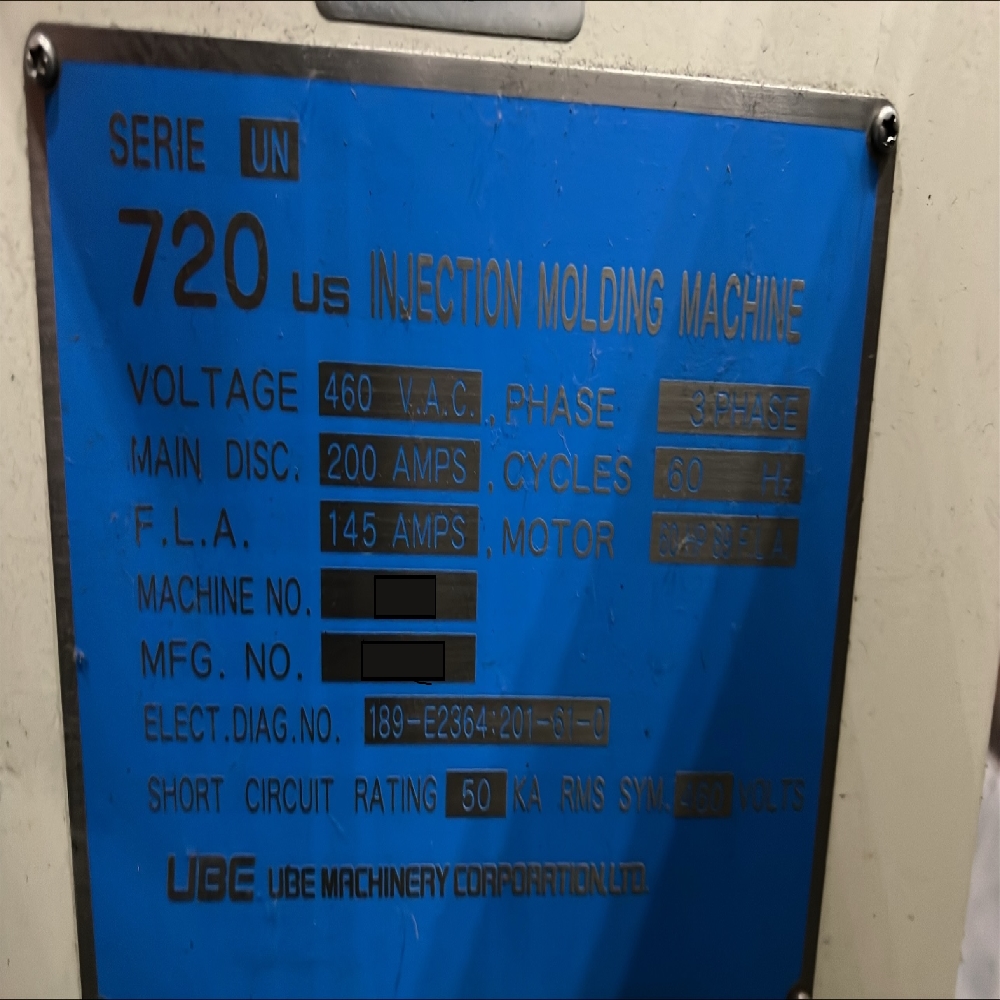 SERIE UN
720 US INJECTION MOLDING MACHINE
VOLTAGE 460 V.A.C. , PHASE 3 PHASE
MAIN DISC. 200 AMPS , CYCLES 60 Hz
F.L.A. 145 AMPS , MOTOR F L A
MACHINE NO.
MFG. NO.
ELECT.DIAG.NO. 189-E2364:201-61-0
SHORT CIRCUIT RATING 50 KA RMS SYM. 460 VOLTS
UBE UBE MACHINERY CORPORARTION.LTD.